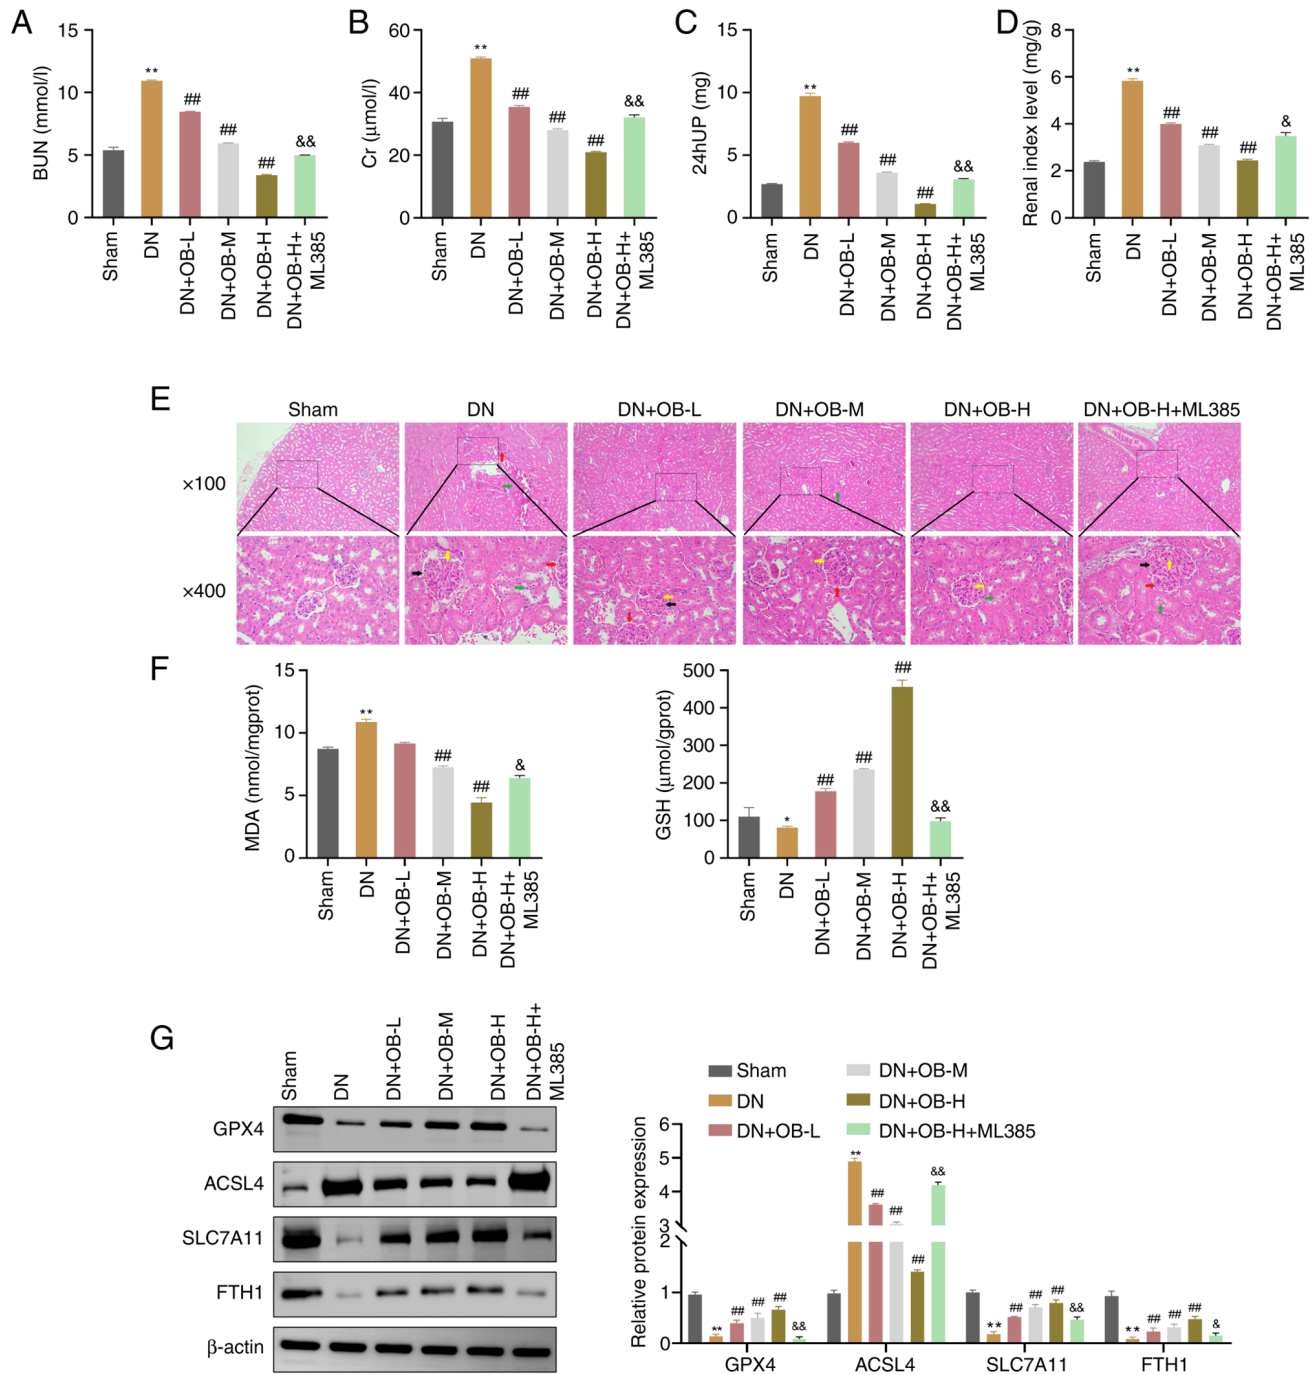 A
BUN (mmol/l)
15
10
5
0
**
##
##
##
&&
Sham
DN
DN+OB-L
DN+OB-M
DN+OB-H
DN+OB-H+
ML385
B
Cr (μmol/l)
60
40
20
0
**
##
##
##
&&
Sham
DN
DN+OB-L
DN+OB-M
DN+OB-H
DN+OB-H+
ML385
C
24hUP (mg)
15
10
5
0
**
##
##
##
&&
Sham
DN
DN+OB-L
DN+OB-M
DN+OB-H
DN+OB-H+
ML385
D
Renal index level (mg/g)
8
6
4
2
0
**
##
##
##
&
Sham
DN
DN+OB-L
DN+OB-M
DN+OB-H
DN+OB-H+
ML385
E
Sham
DN
DN+OB-L
DN+OB-M
DN+OB-H
DN+OB-H+ML385
×100
×400
F
MDA (nmol/mgprot)
15
10
5
0
**
##
##
&
Sham
DN
DN+OB-L
DN+OB-M
DN+OB-H
DN+OB-H+
ML385
GSH (μmol/gprot)
500
400
300
200
100
0
*
##
##
##
&&
Sham
DN
DN+OB-L
DN+OB-M
DN+OB-H
DN+OB-H+
ML385
G
Sham
DN
DN+OB-L
DN+OB-M
DN+OB-H
DN+OB-H+
ML385
GPX4
ACSL4
SLC7A11
FTH1
β-actin
Sham
DN
DN+OB-L
DN+OB-M
DN+OB-H
DN+OB-H+ML385
Relative protein expression
6
5
4
3
2
1
0
**
##
##
##
&&
**
##
##
##
&&
**
##
##
##
&&
**
##
##
##
&
GPX4
ACSL4
SLC7A11
FTH1